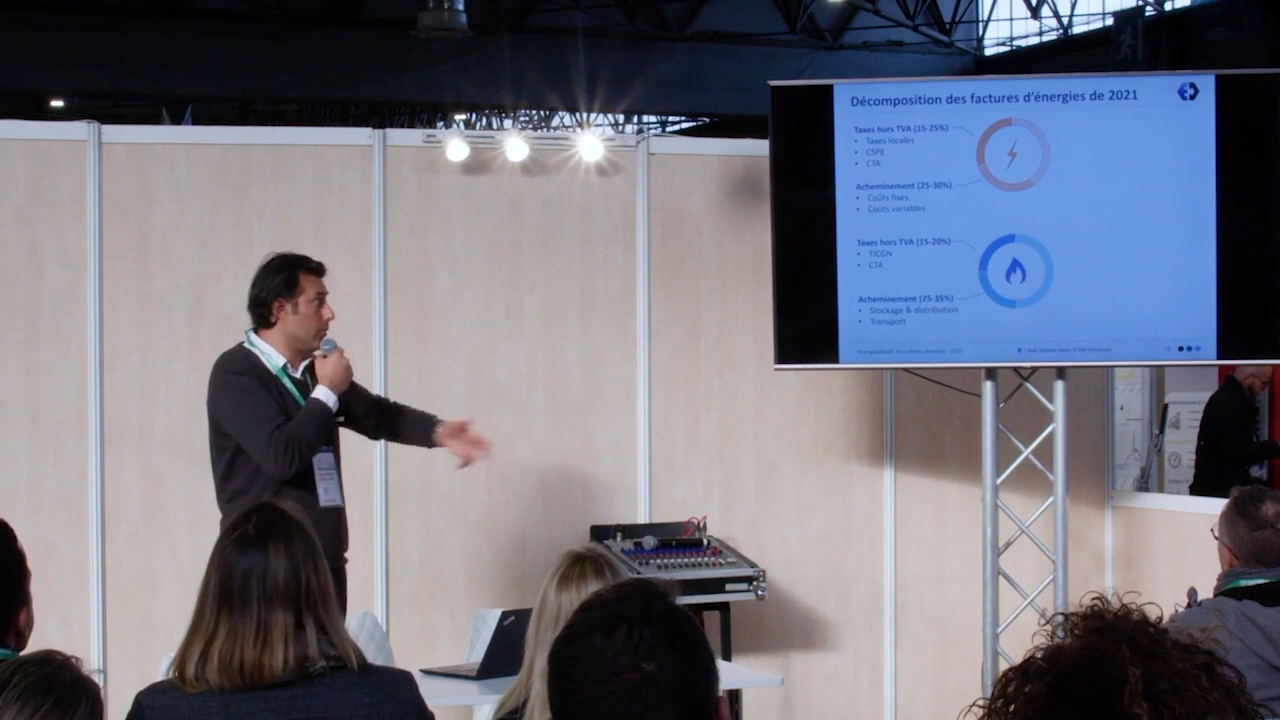 Décomposition des factures d'énergies de 2021
Taxes hors TVA (15-25%)
• Taxes locales
• CSPE
• CTA
Acheminement (25-30%)
• Coûts fixes
• Coûts variables
Taxes hors TVA (15-20%)
• TICGN
• CTA
Acheminement (25-35%)
• Stockage & distribution
• Transport